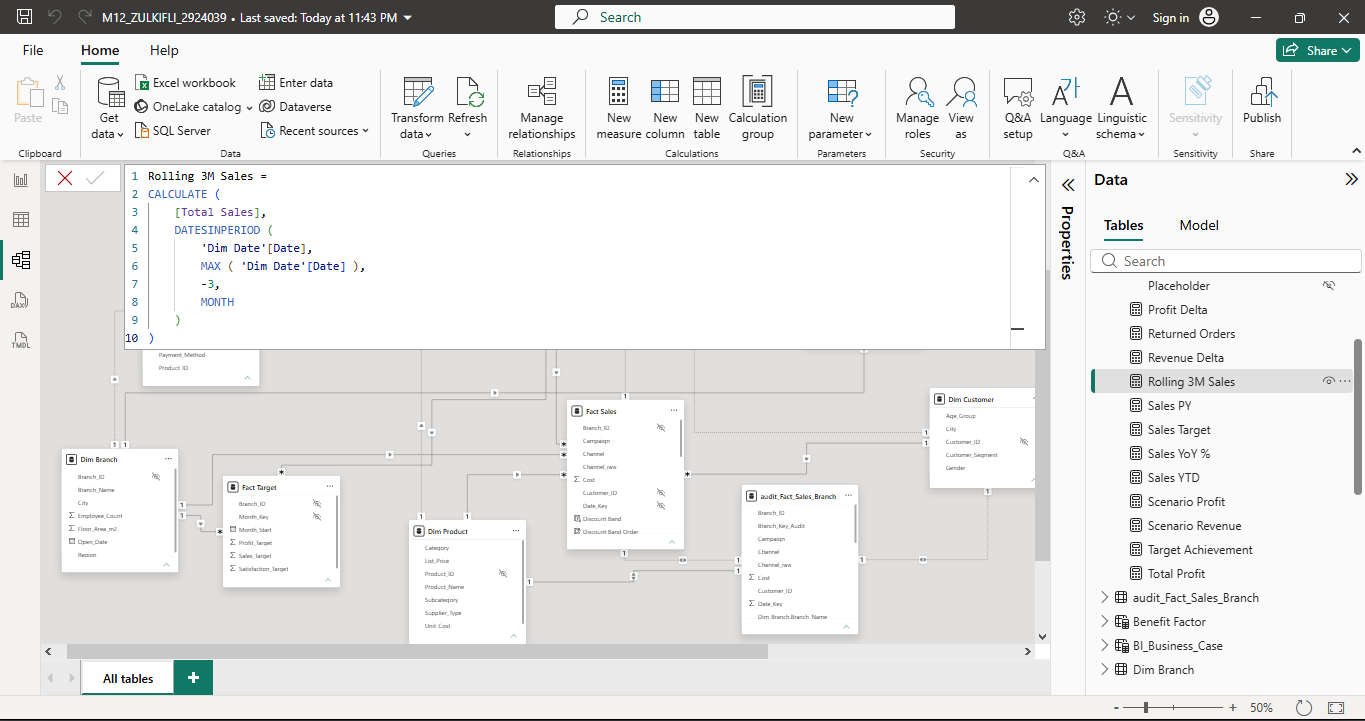 M12_ZULKIFLI_2924039 • Last saved: Today at 11:43 PM
Search
Sign in
File
Home
Help
Share
Paste
Get data
Excel workbook
OneLake catalog
SQL Server
Enter data
Dataverse
Recent sources
Transform data
Refresh
Manage relationships
New measure
New column
New table
Calculation group
New parameter
Manage roles
View as
Q&A setup
Language
Linguistic schema
Sensitivity
Publish
Clipboard
Data
Queries
Relationships
Calculations
Parameters
Security
Q&A
Sensitivity
Share
1 Rolling 3M Sales =
2 CALCULATE (
3 [Total Sales],
4 DATESINPERIOD (
5 'Dim Date'[Date],
6 MAX ( 'Dim Date'[Date] ),
7 -3,
8 MONTH
9 )
10 )
DAX
TMDL
Payment_Method
Product ID
Dim Branch
Branch_ID
Branch_Name
City
Employee_Count
Floor_Area_m2
Open_Date
Region
Fact Target
Branch_ID
Month_Key
Month_Start
Profit_Target
Sales_Target
Satisfaction_Target
Dim Product
Category
List_Price
Product_ID
Product_Name
Subcategory
Supplier_Type
Unit Cost
Fact Sales
Branch_ID
Campaign
Channel
Channel_raw
Cost
Customer_ID
Date_Key
Discount Band
Discount Band Order
audit_Fact_Sales_Branch
Branch_ID
Branch_Key_Audit
Campaign
Channel
Channel_raw
Cost
Customer_ID
Date_Key
Dim Branch.Branch_Name
Dim Customer
Age_Group
City
Customer_ID
Customer_Segment
Gender
Properties
Data
Tables
Model
Search
Placeholder
Profit Delta
Returned Orders
Revenue Delta
Rolling 3M Sales
Sales PY
Sales Target
Sales YoY %
Sales YTD
Scenario Profit
Scenario Revenue
Target Achievement
Total Profit
audit_Fact_Sales_Branch
Benefit Factor
BI_Business_Case
Dim Branch
All tables
+
- + 50%